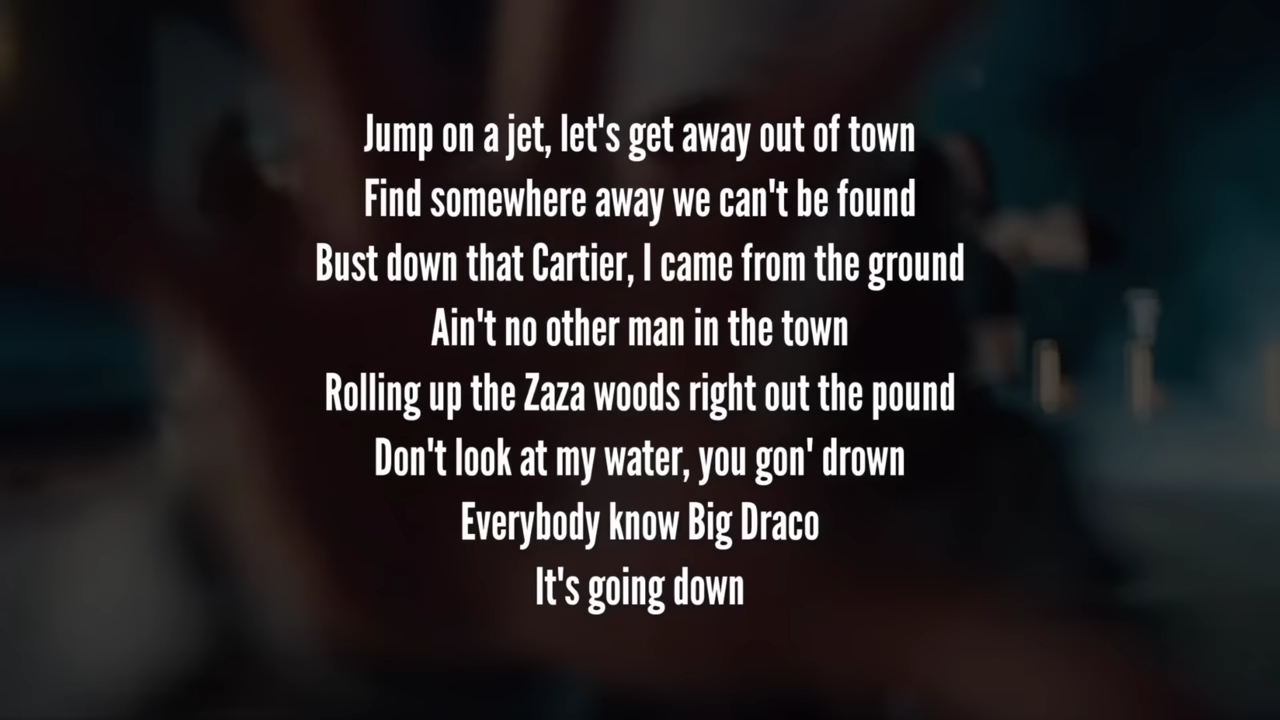 Jump on a jet, let's get away out of town
Find somewhere away we can't be found
Bust down that Cartier, I came from the ground
Ain't no other man in the town
Rolling up the Zaza woods right out the pound
Don't look at my water, you gon' drown
Everybody know Big Draco
It's going down